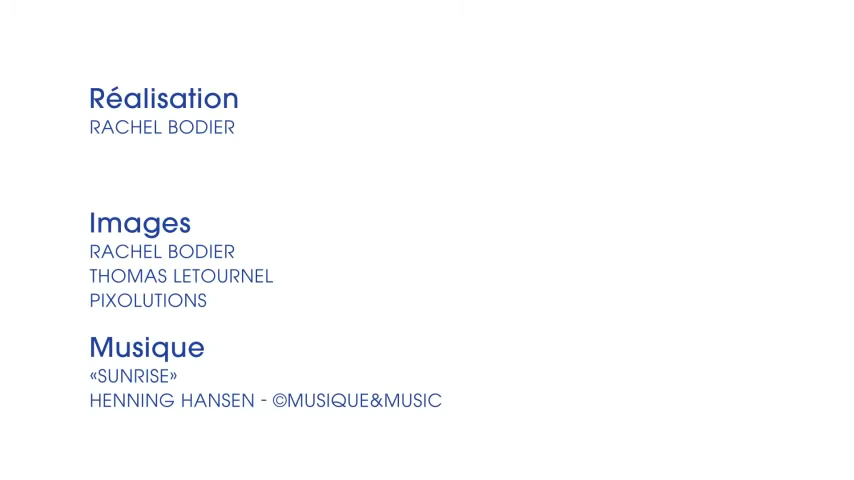 Réalisation
RACHEL BODIER
Images
RACHEL BODIER
THOMAS LETOURNEL
PIXOLUTIONS
Musique
«SUNRISE»
HENNING HANSEN - ©MUSIQUE&MUSIC